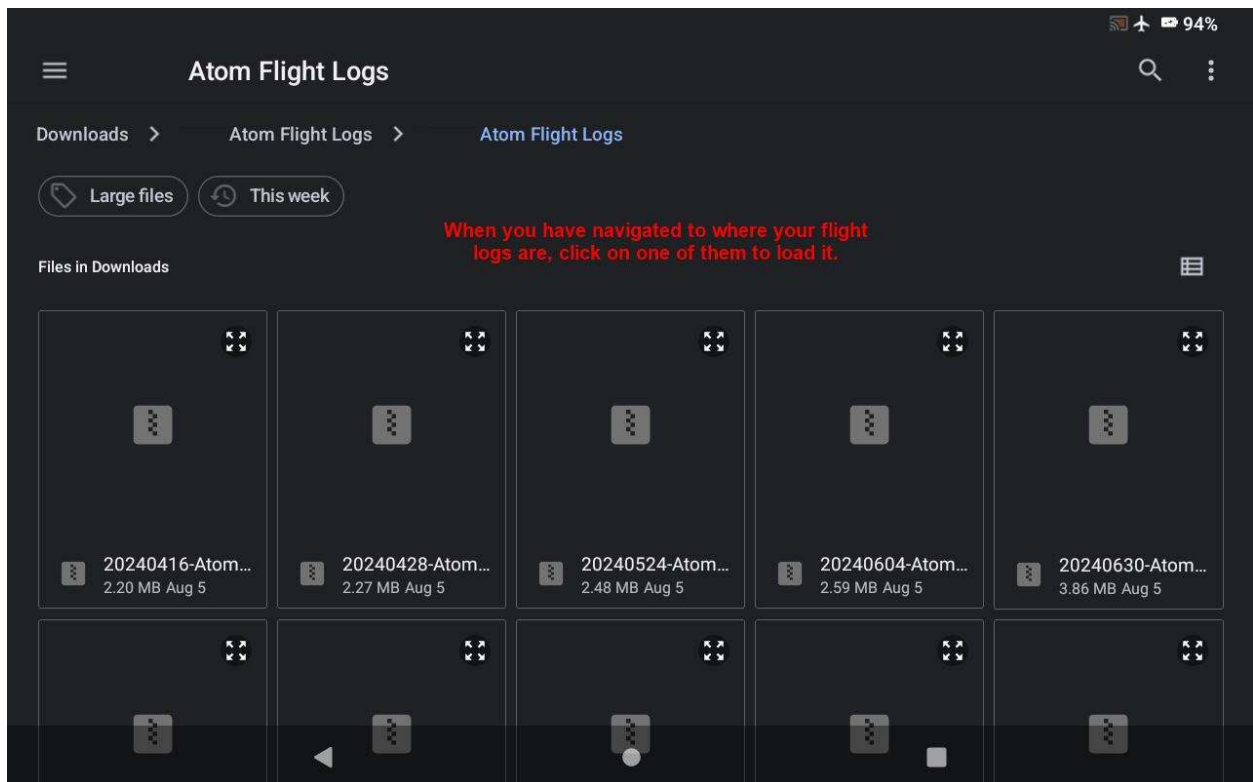 94%
Atom Flight Logs
Downloads > Atom Flight Logs > Atom Flight Logs
Large files This week
When you have navigated to where your flight
logs are, click on one of them to load it.
Files in Downloads
20240416-Atom... 20240428-Atom... 20240524-Atom... 20240604-Atom... 20240630-Atom...
2.20 MB Aug 5 2.27 MB Aug 5 2.48 MB Aug 5 2.59 MB Aug 5 3.86 MB Aug 5